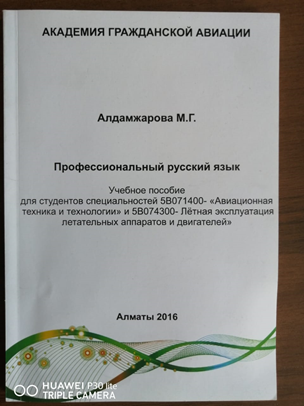 АКАДЕМИЯ ГРАЖДАНСКОЙ АВИАЦИИ
Алдамжарова М.Г.
Профессиональный русский язык
Учебное пособие
для студентов специальностей 5В071400- «Авиационная
техника и технологии» и 5В074300- Лётная эксплуатация
летательных аппаратов и двигателей»
Алматы 2016
HUAWEI P30 lite
TRIPLE CAMERA